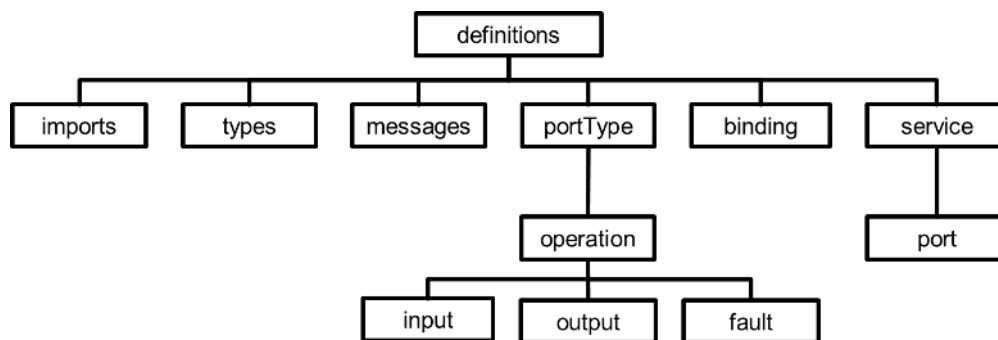 definitions
imports
types
messages
portType
binding
service
operation
port
input
output
fault